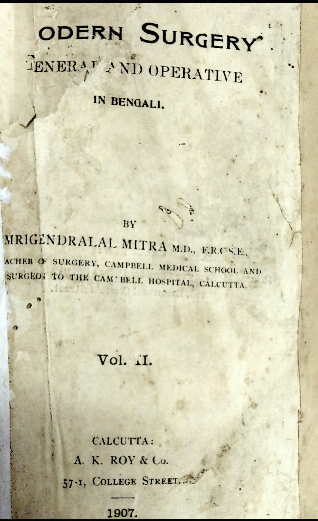 ODERN SURGERY
GENERAL AND OPERATIVE
IN BENGALI.
BY
MRIGENDRALAL MITRA M.D., F.R.C.S.E.,
ACHER OF SURGERY, CAMPBELL MEDICAL SCHOOL AND
SURGEON TO THE CAMPBELL HOSPITAL, CALCUTTA.
Vol. II.
CALCUTTA:
A. K. ROY & Co.
57-1, COLLEGE STREET.
1907.